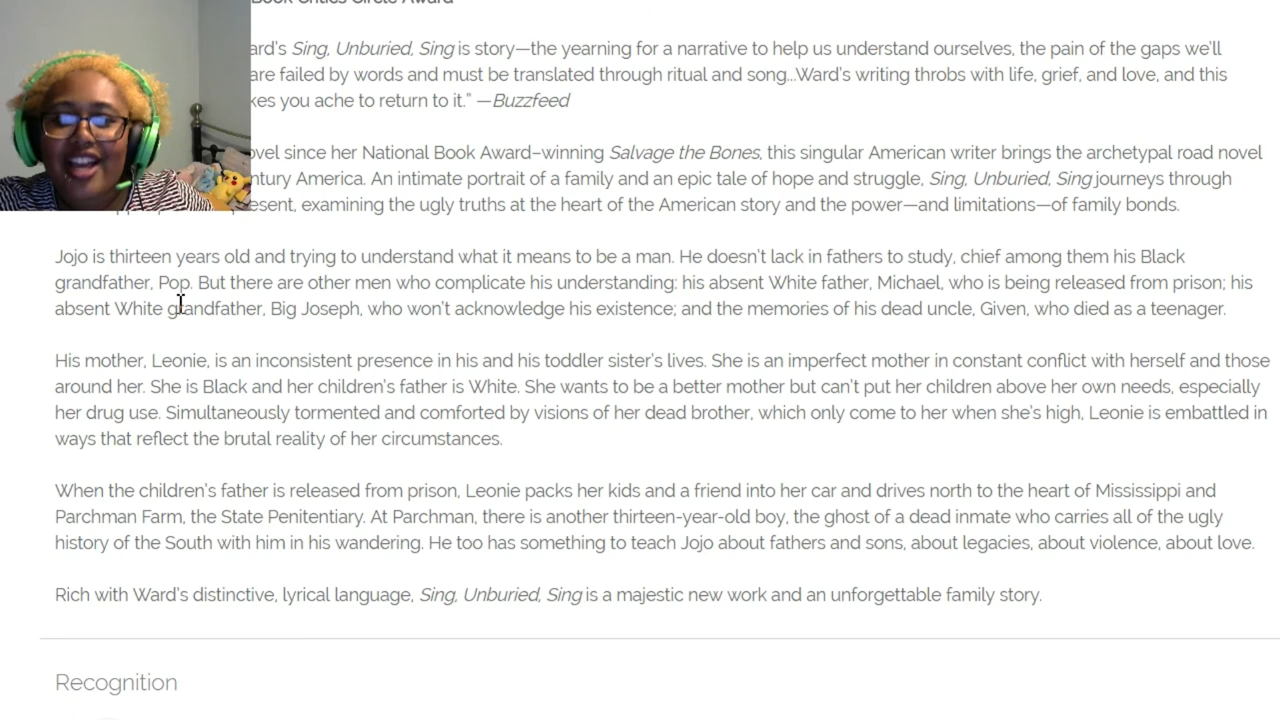 Book Critics Circle Award
ard's Sing, Unburied, Sing is story—the yearning for a narrative to help us understand ourselves, the pain of the gaps we'll
are failed by words and must be translated through ritual and song...Ward's writing throbs with life, grief, and love, and this
kes you ache to return to it.” —Buzzfeed
ovel since her National Book Award–winning Salvage the Bones, this singular American writer brings the archetypal road novel
ntury America. An intimate portrait of a family and an epic tale of hope and struggle, Sing, Unburied, Sing journeys through
esent, examining the ugly truths at the heart of the American story and the power—and limitations—of family bonds.
Jojo is thirteen years old and trying to understand what it means to be a man. He doesn't lack in fathers to study, chief among them his Black
grandfather, Pop. But there are other men who complicate his understanding: his absent White father, Michael, who is being released from prison; his
absent White grandfather, Big Joseph, who won't acknowledge his existence; and the memories of his dead uncle, Given, who died as a teenager.
His mother, Leonie, is an inconsistent presence in his and his toddler sister's lives. She is an imperfect mother in constant conflict with herself and those
around her. She is Black and her children's father is White. She wants to be a better mother but can't put her children above her own needs, especially
her drug use. Simultaneously tormented and comforted by visions of her dead brother, which only come to her when she's high, Leonie is embattled in
ways that reflect the brutal reality of her circumstances.
When the children's father is released from prison, Leonie packs her kids and a friend into her car and drives north to the heart of Mississippi and
Parchman Farm, the State Penitentiary. At Parchman, there is another thirteen-year-old boy, the ghost of a dead inmate who carries all of the ugly
history of the South with him in his wandering. He too has something to teach Jojo about fathers and sons, about legacies, about violence, about love.
Rich with Ward's distinctive, lyrical language, Sing, Unburied, Sing is a majestic new work and an unforgettable family story.
Recognition